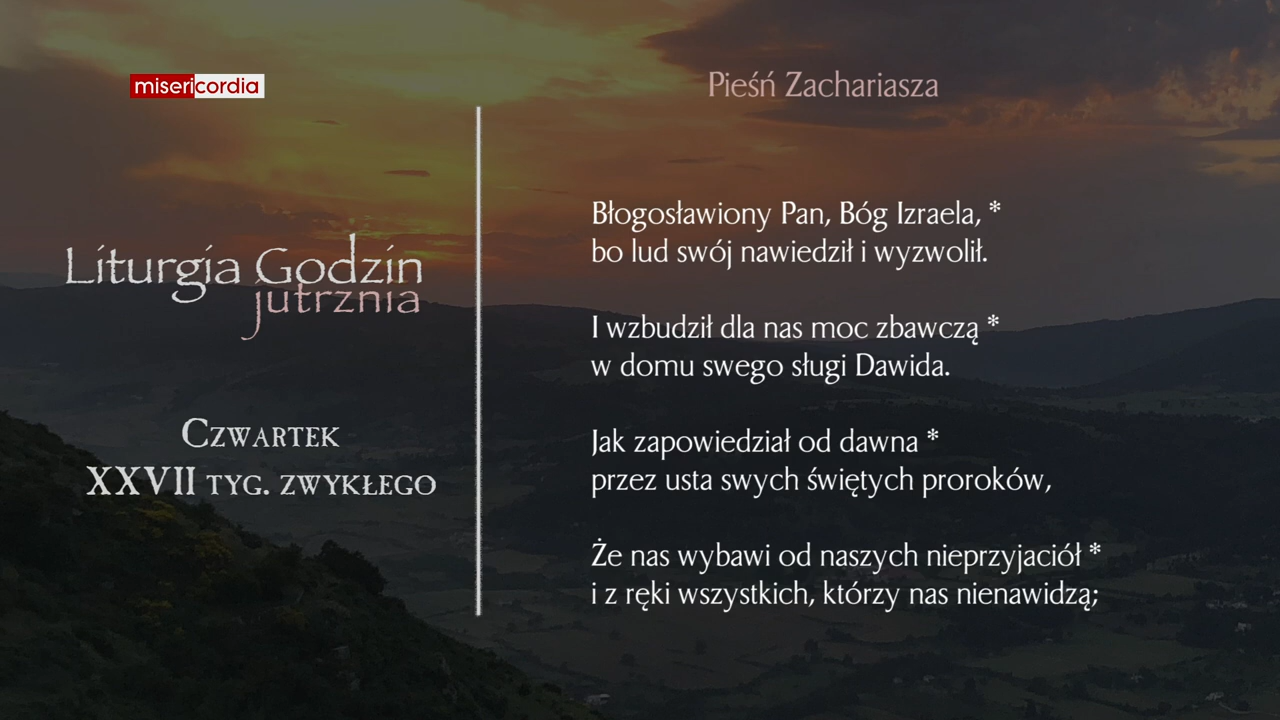 misericordia
Liturgia Godzin
jutrznia
Czwartek
XXVII tyg. zwykłego
Pieśń Zachariasza
Błogosławiony Pan, Bóg Izraela, *
bo lud swój nawiedził i wyzwolił.
I wzbudził dla nas moc zbawczą *
w domu swego sługi Dawida.
Jak zapowiedział od dawna *
przez usta swych świętych proroków,
Że nas wybawi od naszych nieprzyjaciół *
i z ręki wszystkich, którzy nas nienawidzą;